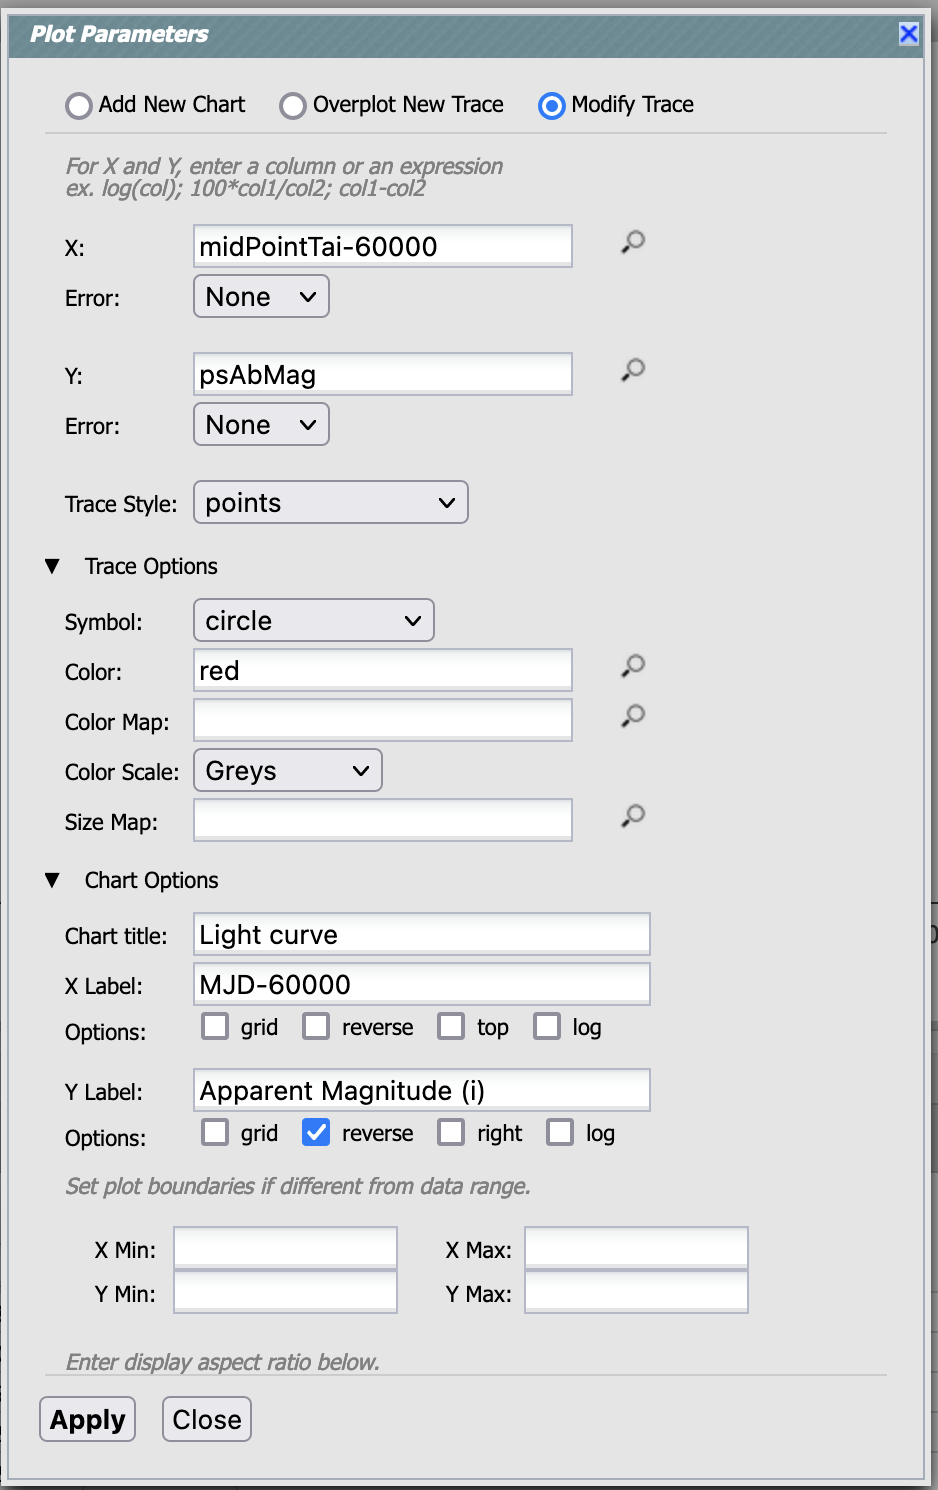 Plot Parameters
Add New Chart Overplot New Trace Modify Trace
For X and Y, enter a column or an expression
ex. log(col); 100*col1/col2; col1-col2
X: midPointTai-60000
Error: None
Y: psAbMag
Error: None
Trace Style: points
Trace Options
Symbol: circle
Color: red
Color Map:
Color Scale: Greys
Size Map:
Chart Options
Chart title: Light curve
X Label: MJD-60000
Options: grid reverse top log
Y Label: Apparent Magnitude (i)
Options: grid reverse right log
Set plot boundaries if different from data range.
X Min: X Max:
Y Min: Y Max:
Enter display aspect ratio below.
Apply Close